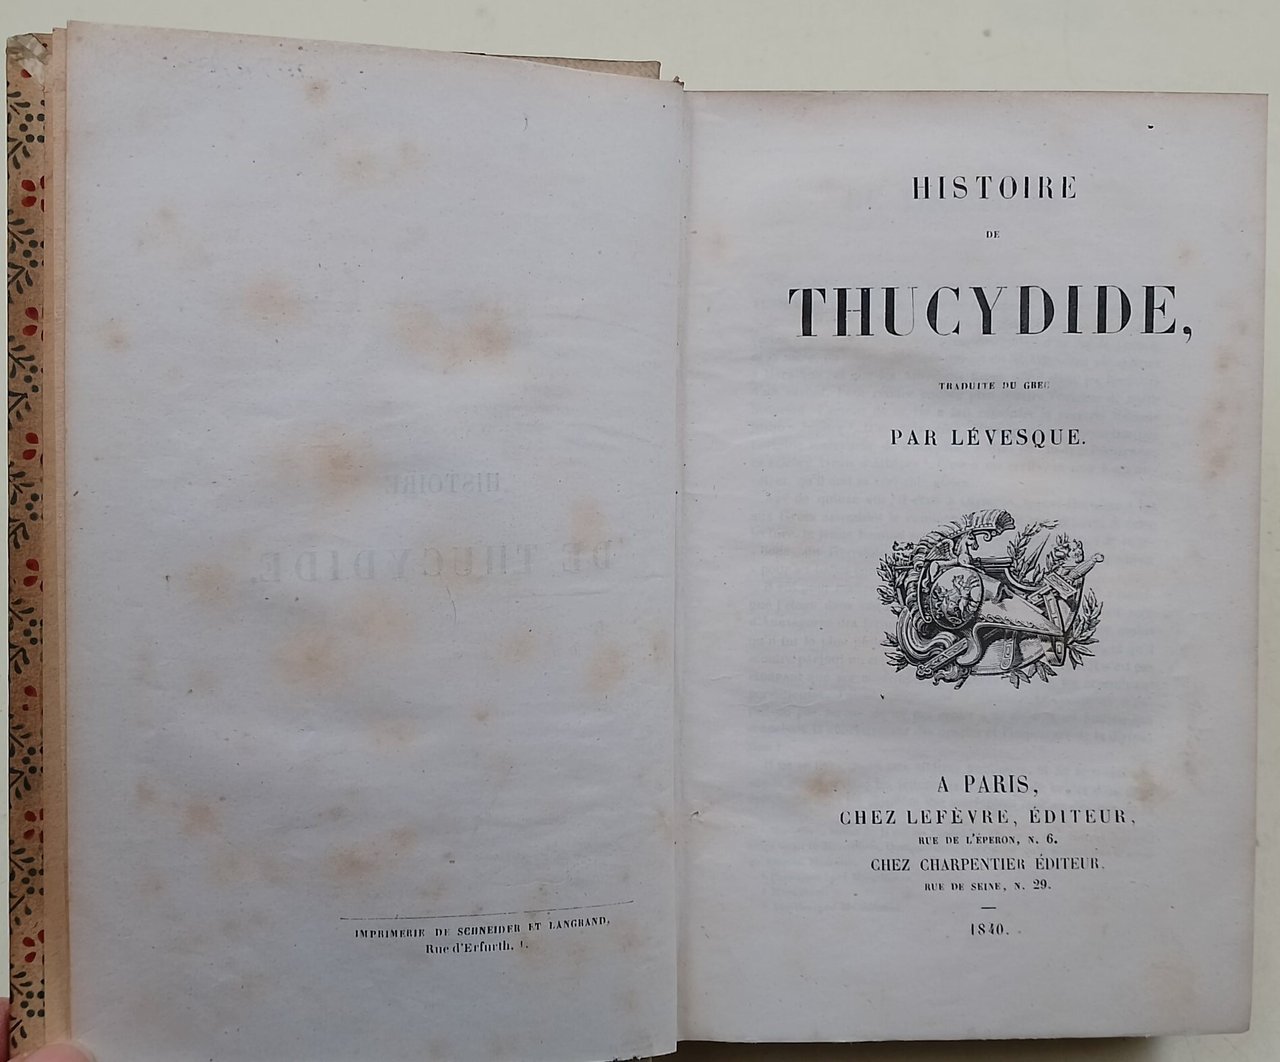 IMPRIMERIE DE SCHNEIDER ET LANGRAND,
Rue d'Erfurth, 1.
HISTOIRE
DE
THUCYDIDE,
TRADUITE DU GREC
PAR LÉVESQUE.
A PARIS,
CHEZ LEFÈVRE, ÉDITEUR,
RUE DE L'ÉPERON, N. 6.
CHEZ CHARPENTIER ÉDITEUR,
RUE DE SEINE, N. 29.
1840.